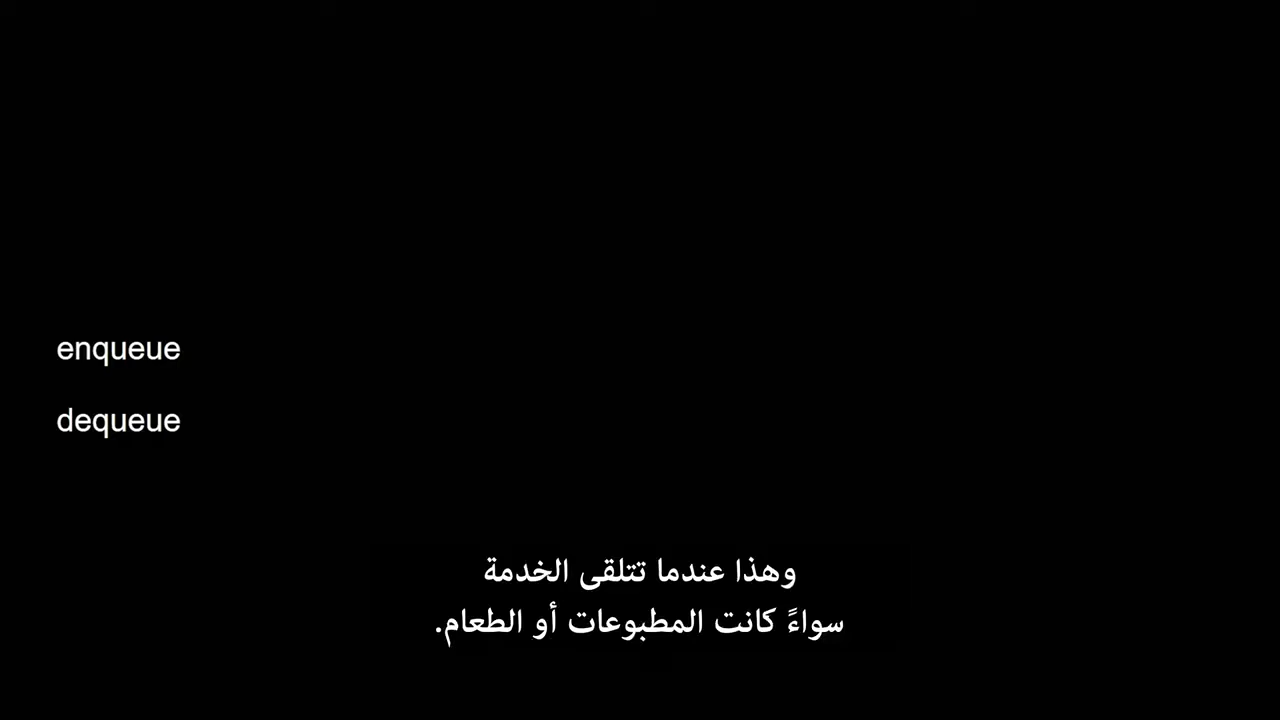 enqueue
dequeue
وهذا عندما تتلقى الخدمة
سواءً كانت المطبوعات أو الطعام.